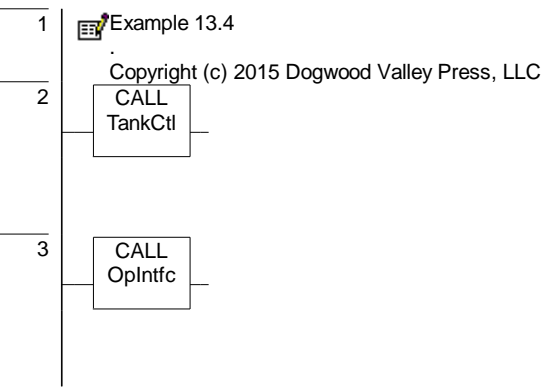 1
Example 13.4
.
Copyright (c) 2015 Dogwood Valley Press, LLC
2
CALL
TankCtl
3
CALL
OpIntfc